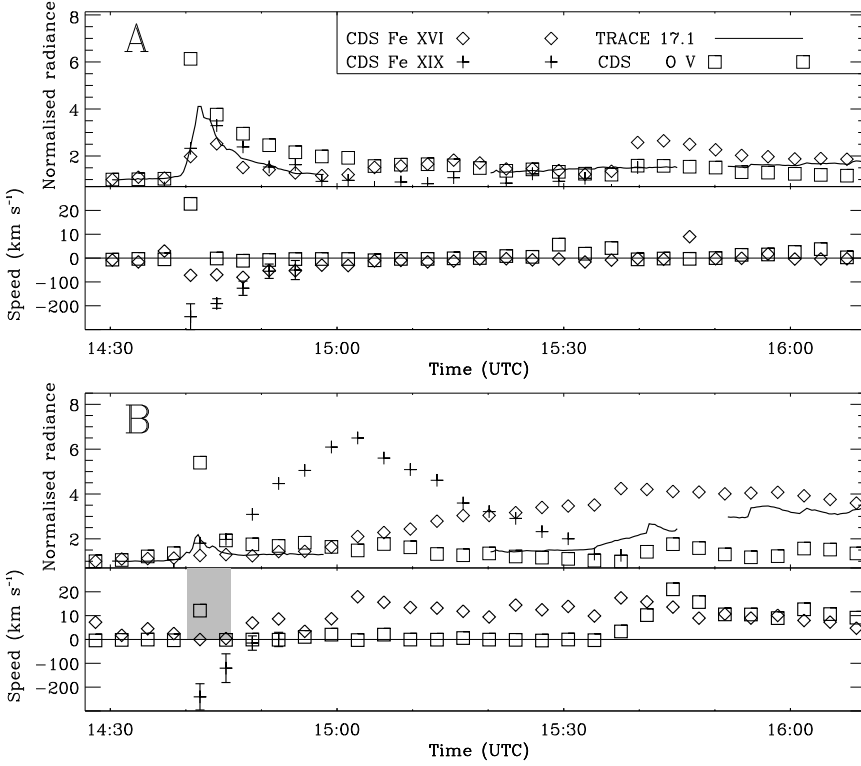 A
CDS Fe XVI ◇ ◇ TRACE 17.1
CDS Fe XIX + + CDS O V □ □
Normalised radiance
8
6
4
2
Speed (km s⁻¹)
20
10
0
−100
−200
14:30 15:00 15:30 16:00
Time (UTC)
B
Normalised radiance
8
6
4
2
Speed (km s⁻¹)
20
10
0
−100
−200
14:30 15:00 15:30 16:00
Time (UTC)